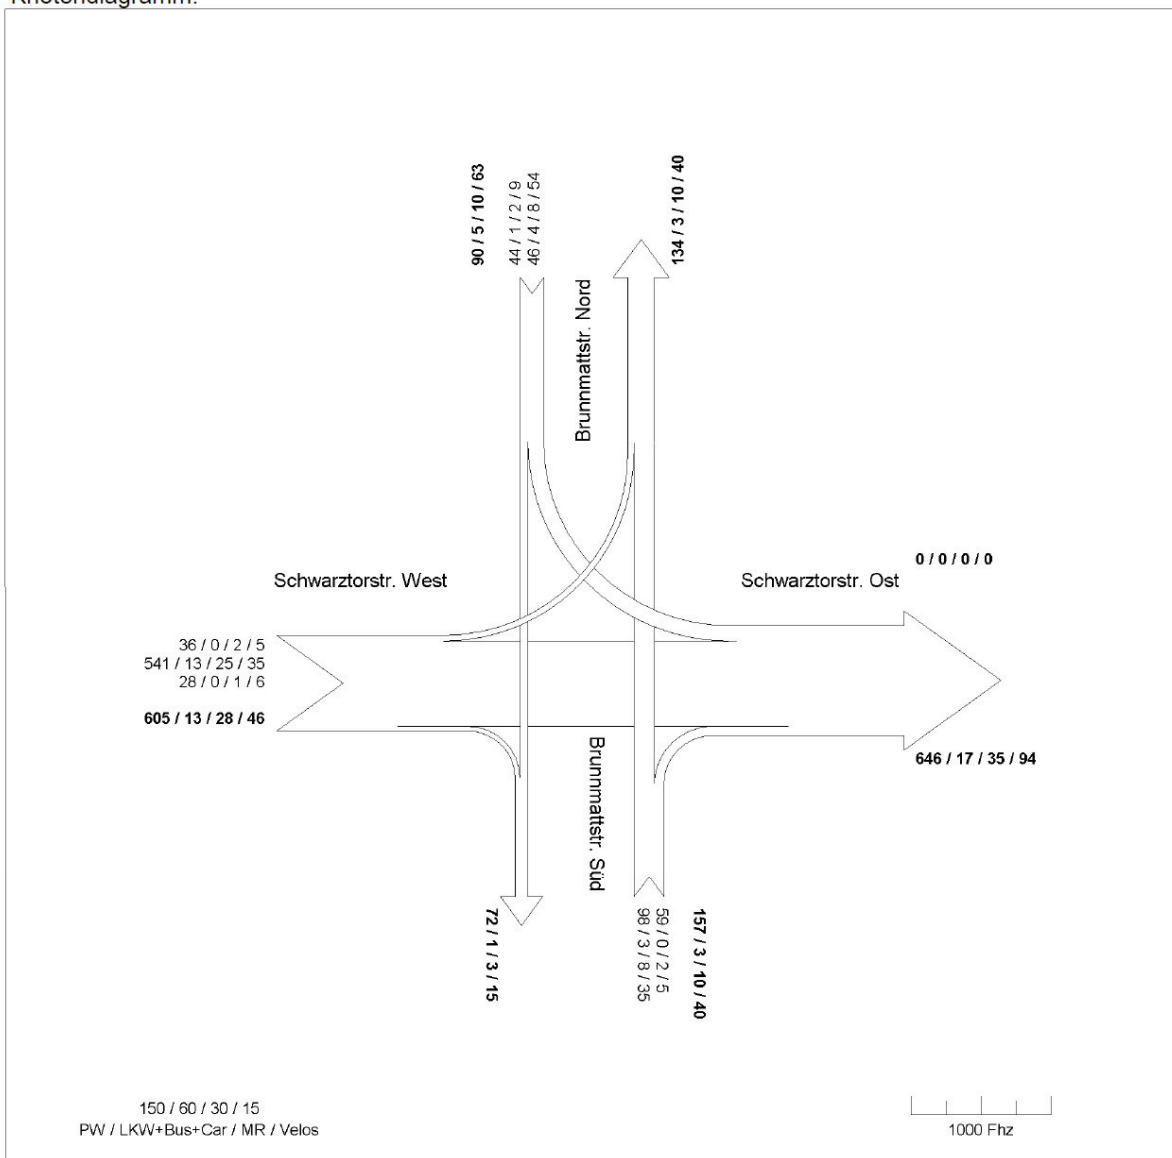 Knotendiagramm:
90 / 5 / 10 / 63
44 / 1 / 2 / 9
46 / 4 / 8 / 54
134 / 3 / 10 / 40
Brunnmattstr. Nord
Schwarztorstr. West
Schwarztorstr. Ost
0 / 0 / 0 / 0
36 / 0 / 2 / 5
541 / 13 / 25 / 35
28 / 0 / 1 / 6
605 / 13 / 28 / 46
646 / 17 / 35 / 94
Brunnmattstr. Süd
72 / 1 / 3 / 15
98 / 3 / 8 / 35
59 / 0 / 2 / 5
157 / 3 / 10 / 40
150 / 60 / 30 / 15
PW / LKW+Bus+Car / MR / Velos
1000 Fhz